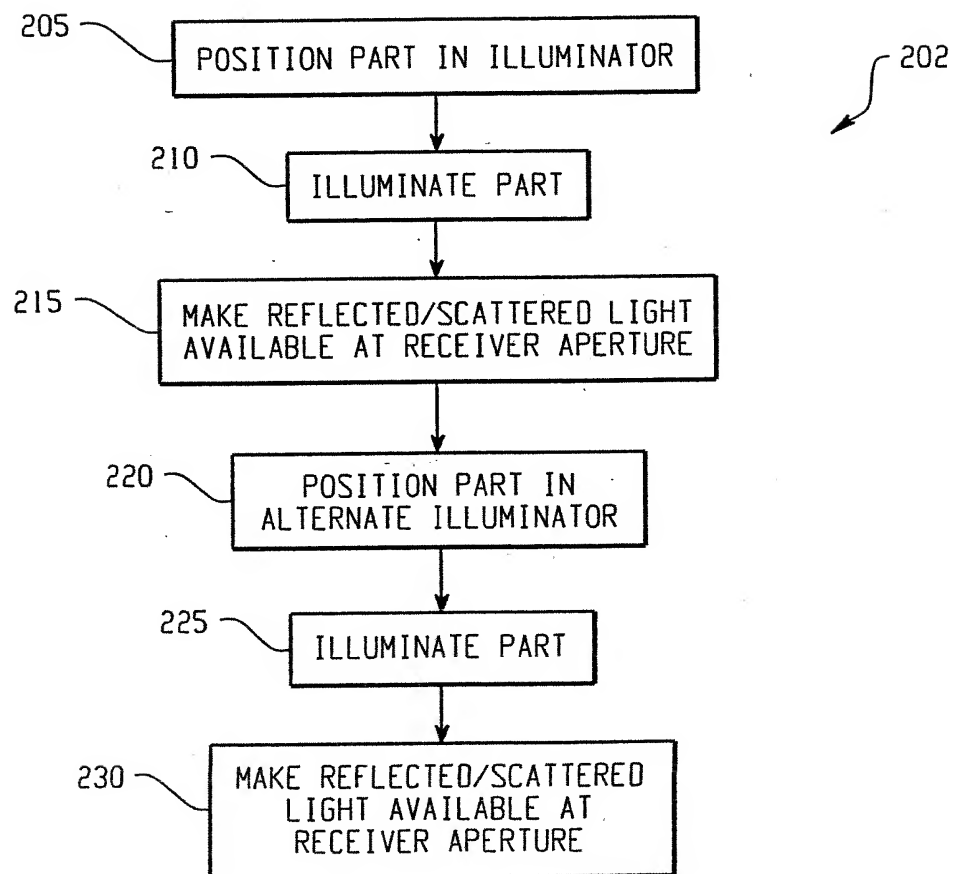 205
POSITION PART IN ILLUMINATOR
202
210
ILLUMINATE PART
215
MAKE REFLECTED/SCATTERED LIGHT
AVAILABLE AT RECEIVER APERTURE
220
POSITION PART IN
ALTERNATE ILLUMINATOR
225
ILLUMINATE PART
230
MAKE REFLECTED/SCATTERED
LIGHT AVAILABLE AT
RECEIVER APERTURE